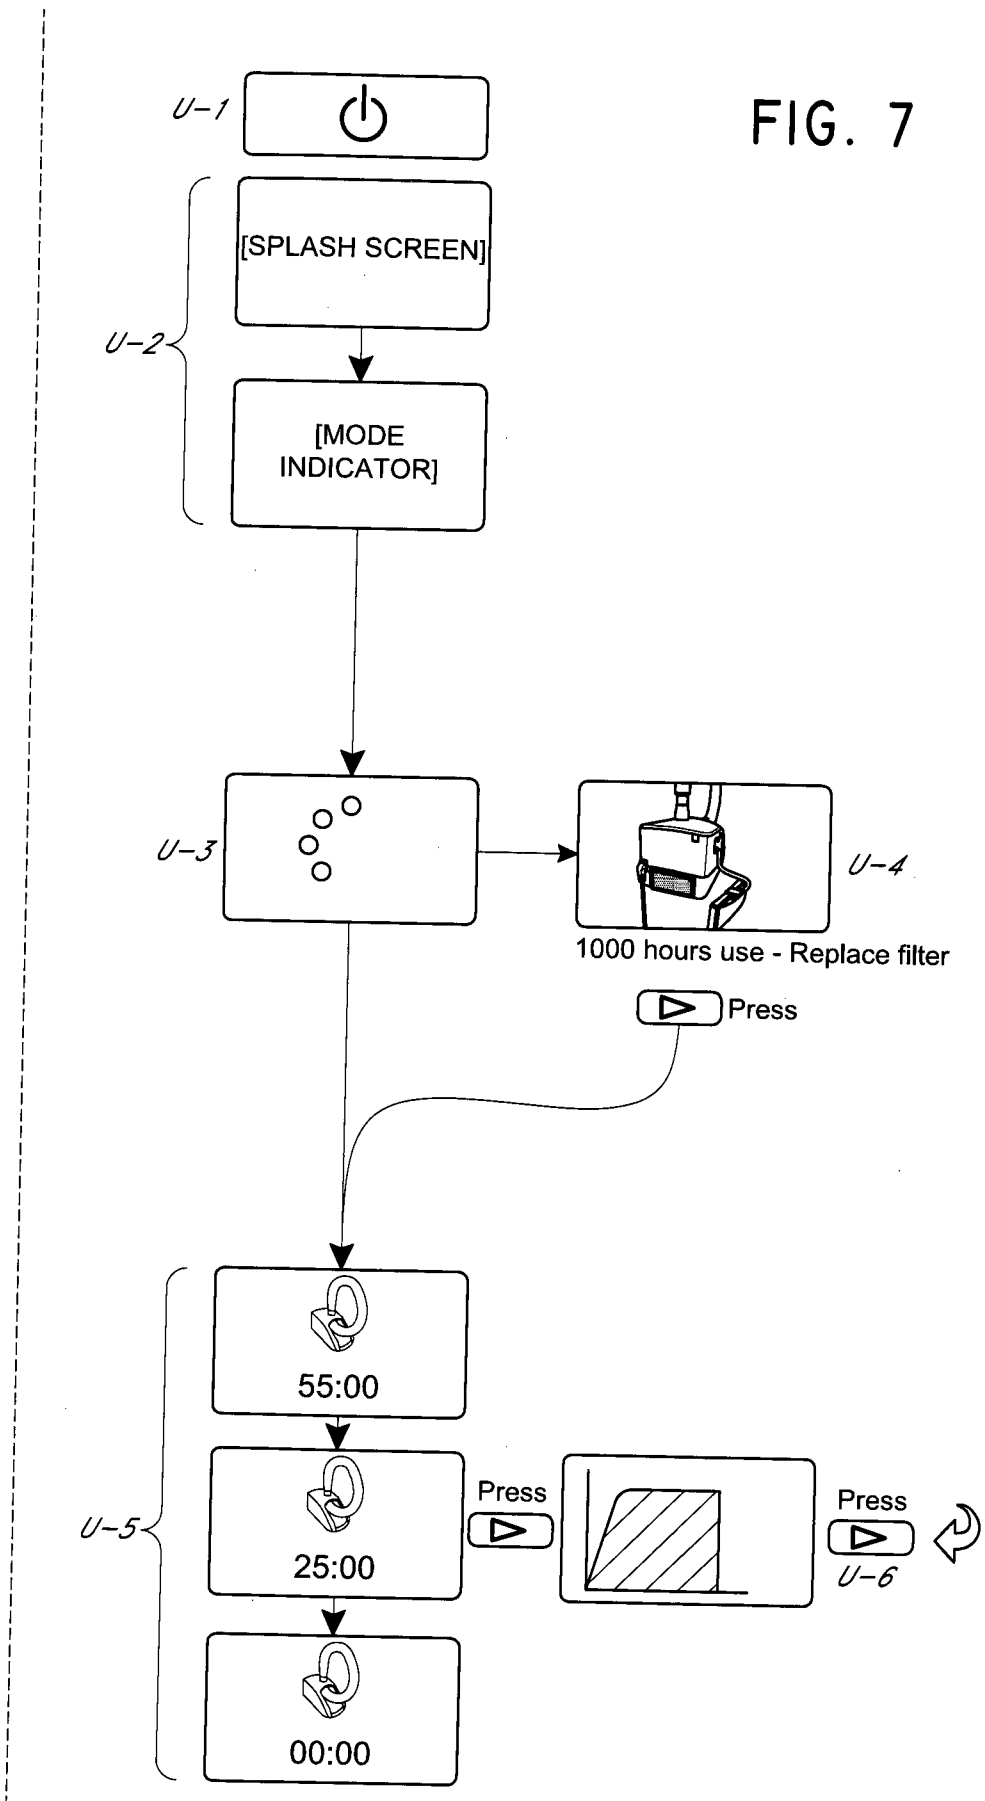 FIG. 7
U-1
[SPLASH SCREEN]
U-2
[MODE
INDICATOR]
U-3
U-4
1000 hours use - Replace filter
Press
55:00
U-5
25:00
Press
Press
U-6
00:00